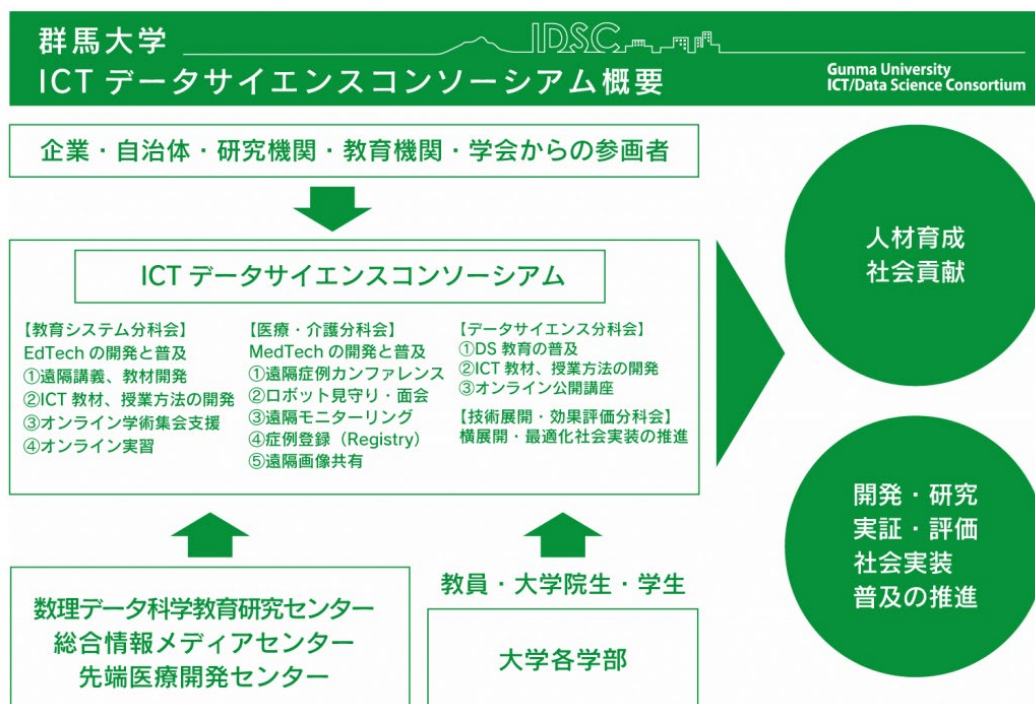 群馬大学
IDSC
ICT データサイエンスコンソーシアム概要
Gunma University
ICT/Data Science Consortium
企業・自治体・研究機関・教育機関・学会からの参画者
ICT データサイエンスコンソーシアム
【教育システム分科会】
EdTech の開発と普及
①遠隔講義、教材開発
②ICT 教材、授業方法の開発
③オンライン学術集会支援
④オンライン実習
【医療・介護分科会】
MedTech の開発と普及
①遠隔症例カンファレンス
②ロボット見守り・面会
③遠隔モニターリング
④症例登録（Registry）
⑤遠隔画像共有
【データサイエンス分科会】
①DS 教育の普及
②ICT 教材、授業方法の開発
③オンライン公開講座
【技術展開・効果評価分科会】
横展開・最適化社会実装の推進
人材育成
社会貢献
開発・研究
実証・評価
社会実装
普及の推進
数理データ科学教育研究センター
総合情報メディアセンター
先端医療開発センター
教員・大学院生・学生
大学各学部